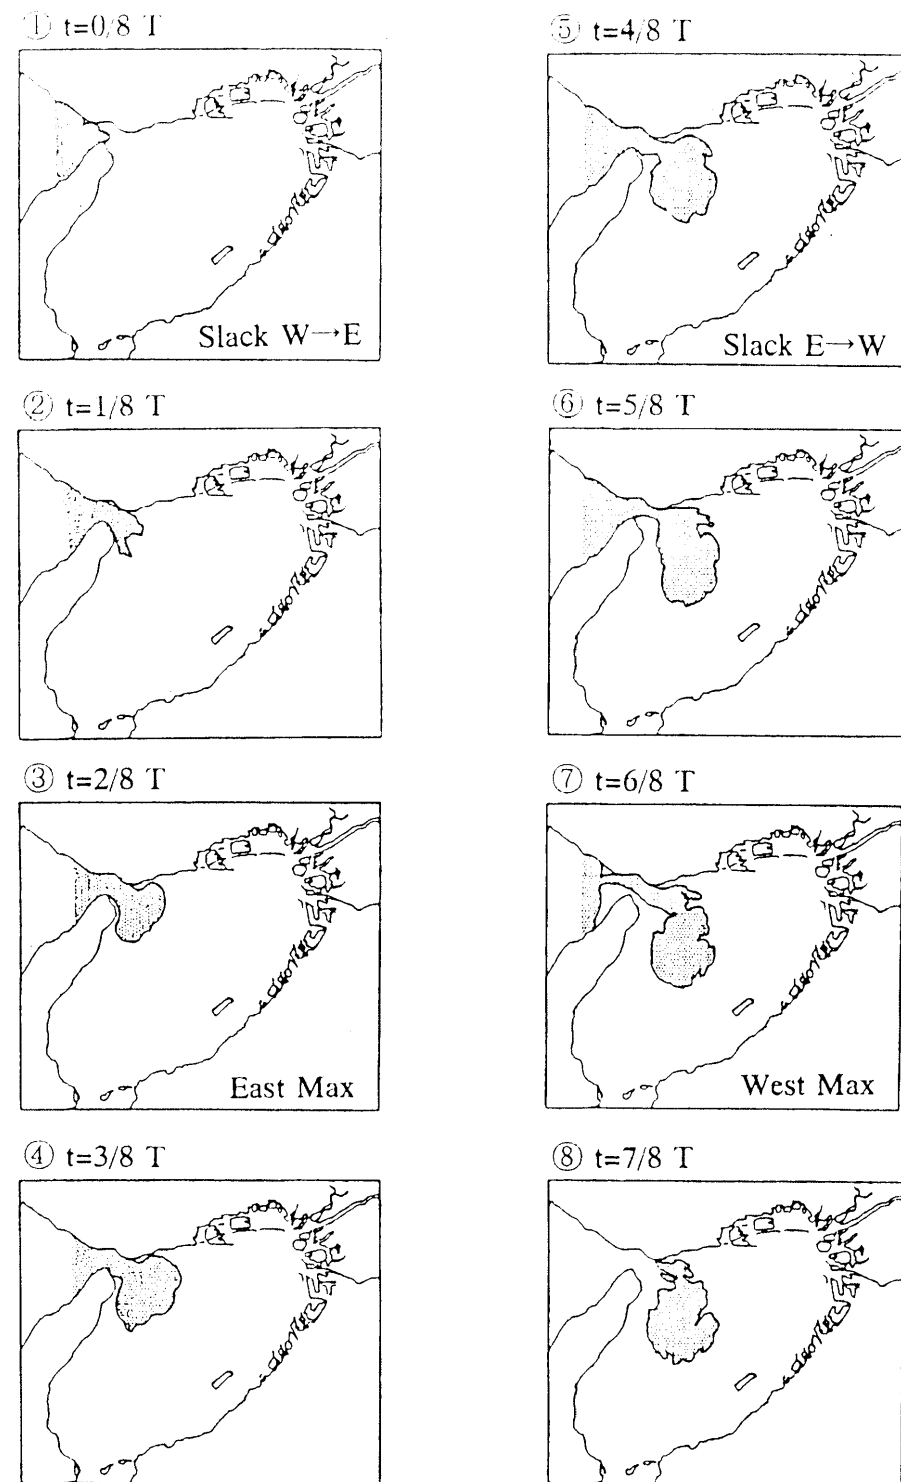 ① t=0/8 T
Slack W→E
② t=1/8 T
③ t=2/8 T
East Max
④ t=3/8 T
⑤ t=4/8 T
Slack E→W
⑥ t=5/8 T
⑦ t=6/8 T
West Max
⑧ t=7/8 T